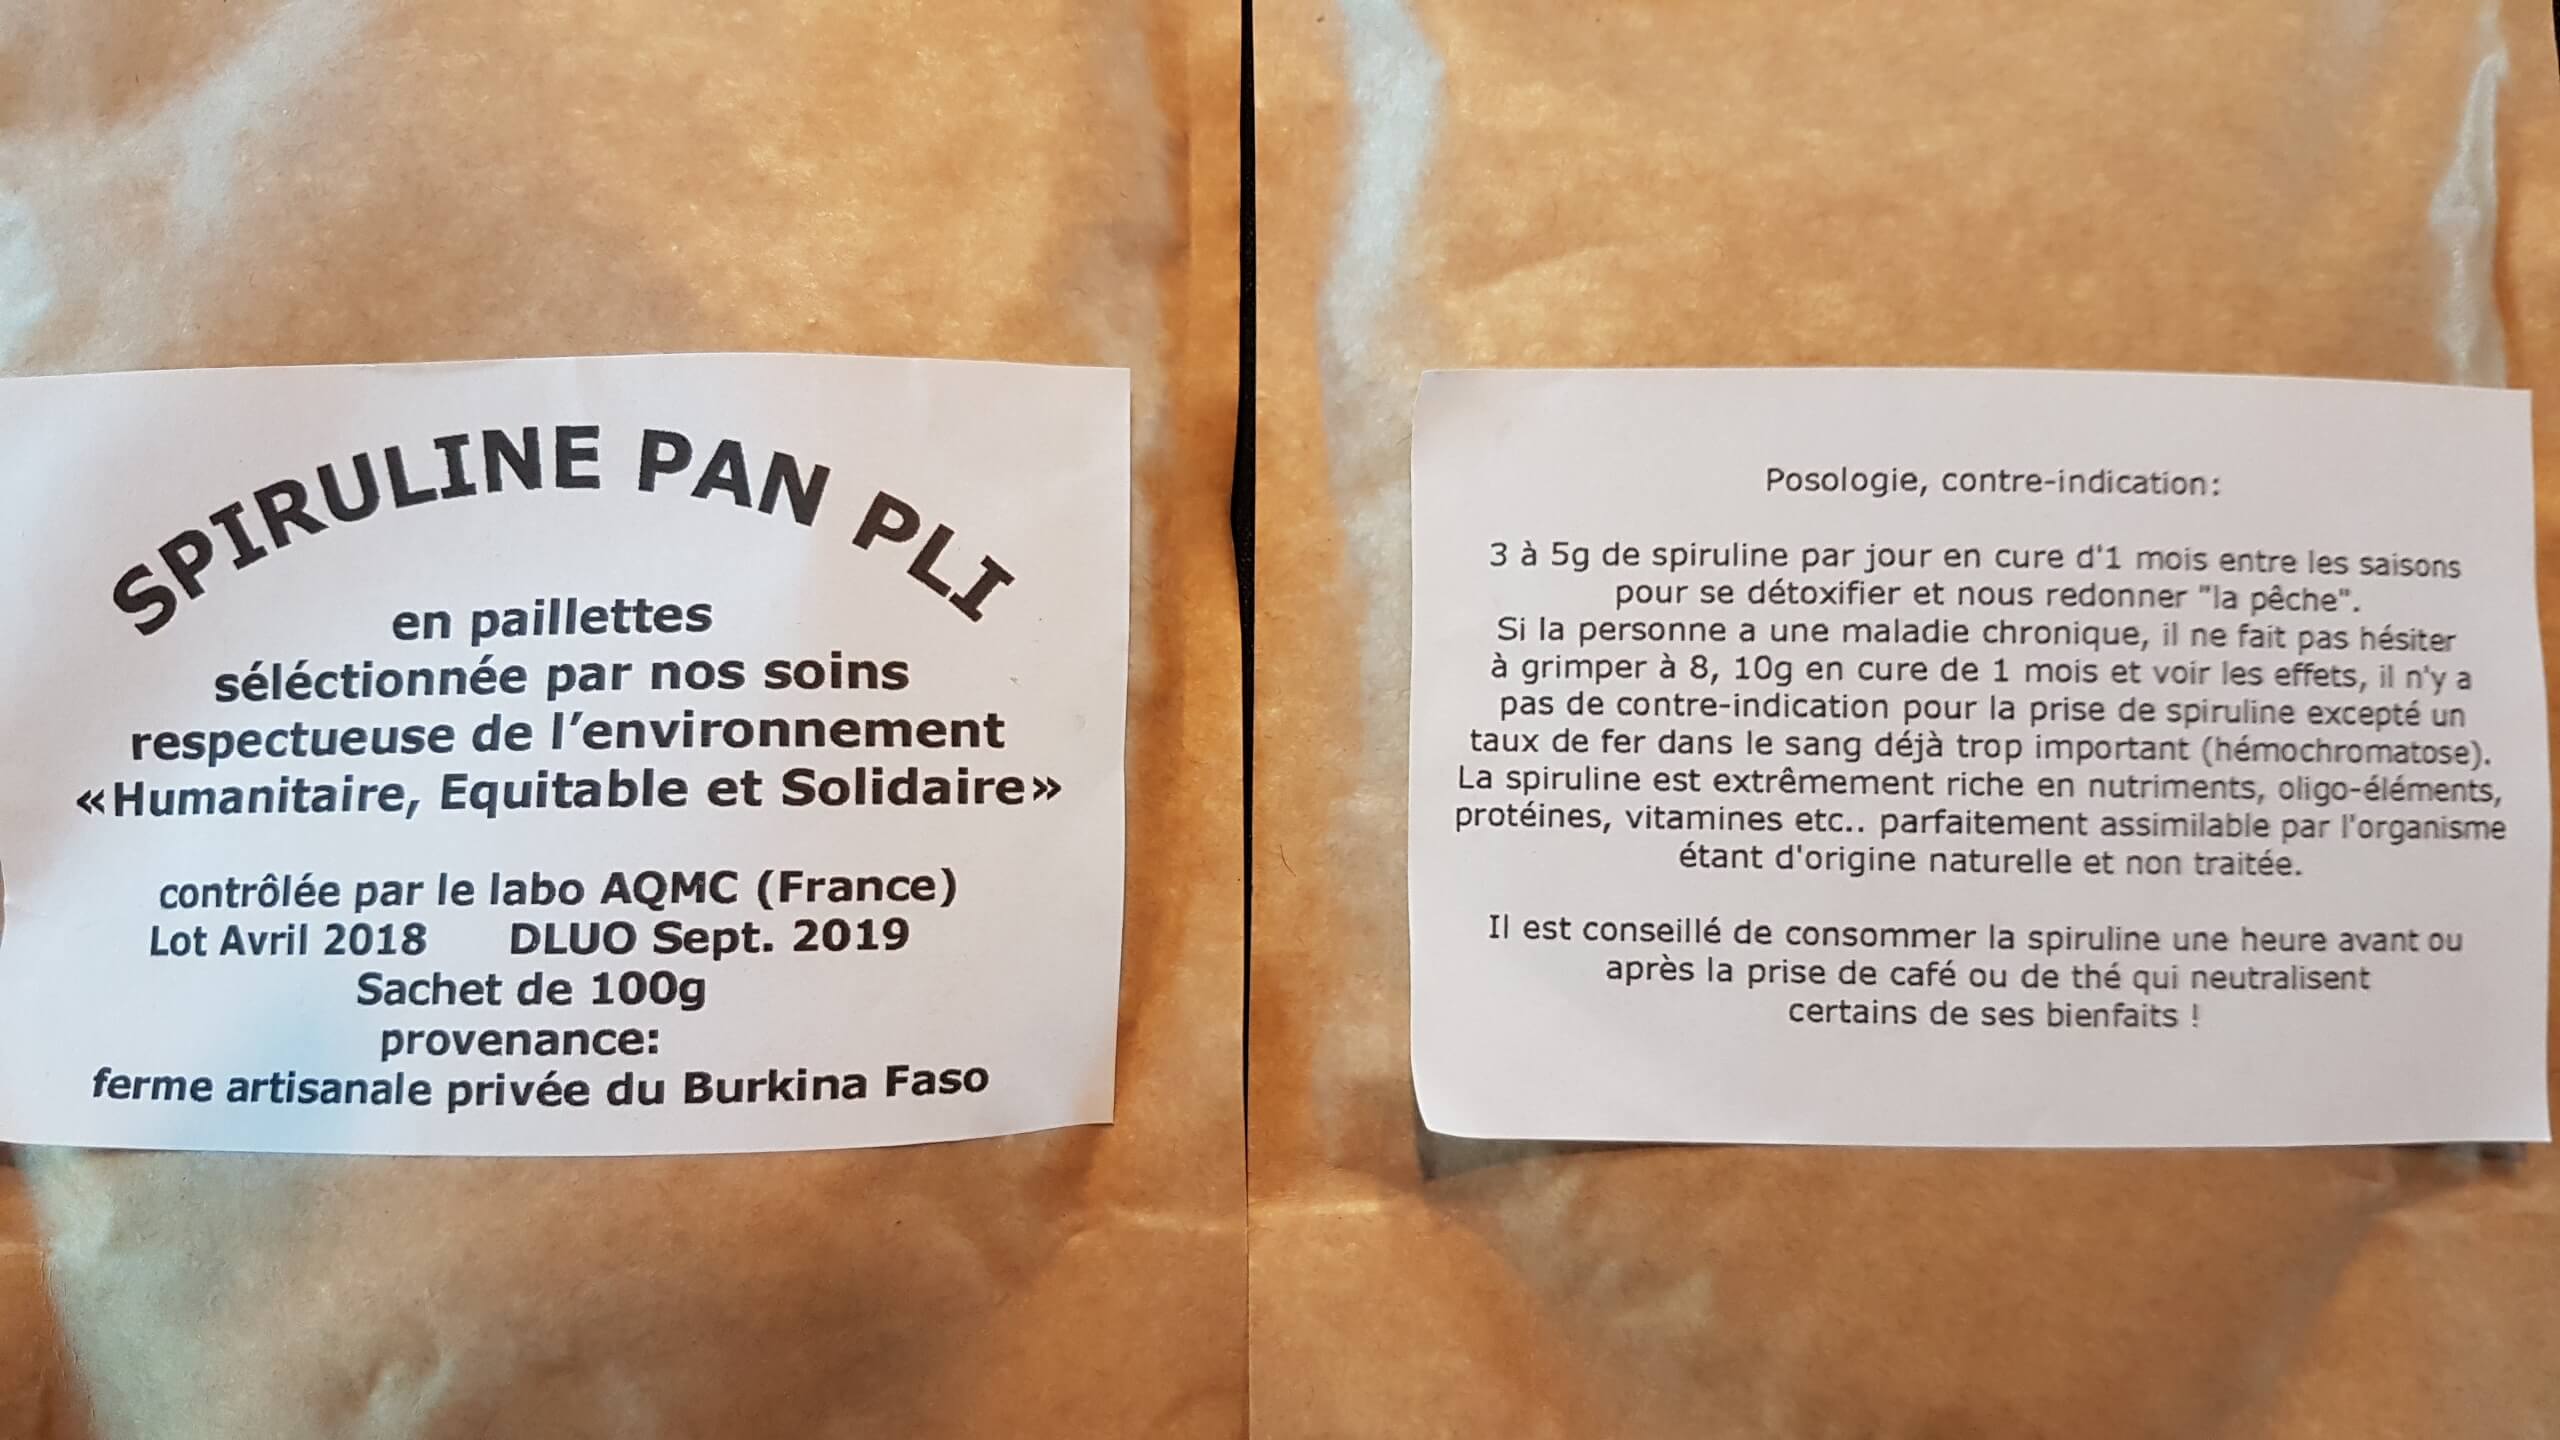 SPIRULINE PAN PLI
en paillettes
séléctionnée par nos soins
respectueuse de l’environnement
«Humanitaire, Equitable et Solidaire»
contrôlée par le labo AQMC (France)
Lot Avril 2018 DLUO Sept. 2019
Sachet de 100g
provenance:
ferme artisanale privée du Burkina Faso
Posologie, contre-indication:
3 à 5g de spiruline par jour en cure d'1 mois entre les saisons
pour se détoxifier et nous redonner "la pêche".
Si la personne a une maladie chronique, il ne fait pas hésiter
à grimper à 8, 10g en cure de 1 mois et voir les effets, il n'y a
pas de contre-indication pour la prise de spiruline excepté un
taux de fer dans le sang déjà trop important (hémochromatose).
La spiruline est extrêmement riche en nutriments, oligo-éléments,
protéines, vitamines etc.. parfaitement assimilable par l'organisme
étant d'origine naturelle et non traitée.
Il est conseillé de consommer la spiruline une heure avant ou
après la prise de café ou de thé qui neutralisent
certains de ses bienfaits !